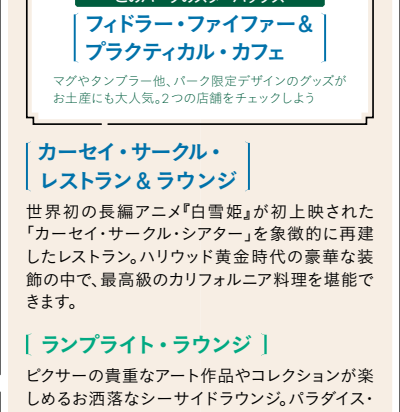 フィドラー・ファイファー&
プラクティカル・カフェ
マグやタンブラー他、パーク限定デザインのグッズが
お土産にも大人気。2つの店舗をチェックしよう
カーセイ・サークル・
レストラン & ラウンジ
世界初の長編アニメ『白雪姫』が初上映された
「カーセイ・サークル・シアター」を象徴的に再建
したレストラン。ハリウッド黄金時代の豪華な装
飾の中で、最高級のカリフォルニア料理を堪能で
きます。
ランプライト・ラウンジ
ピクサーの貴重なアート作品やコレクションが楽
しめるお洒落なシーサイドラウンジ。パラダイス・